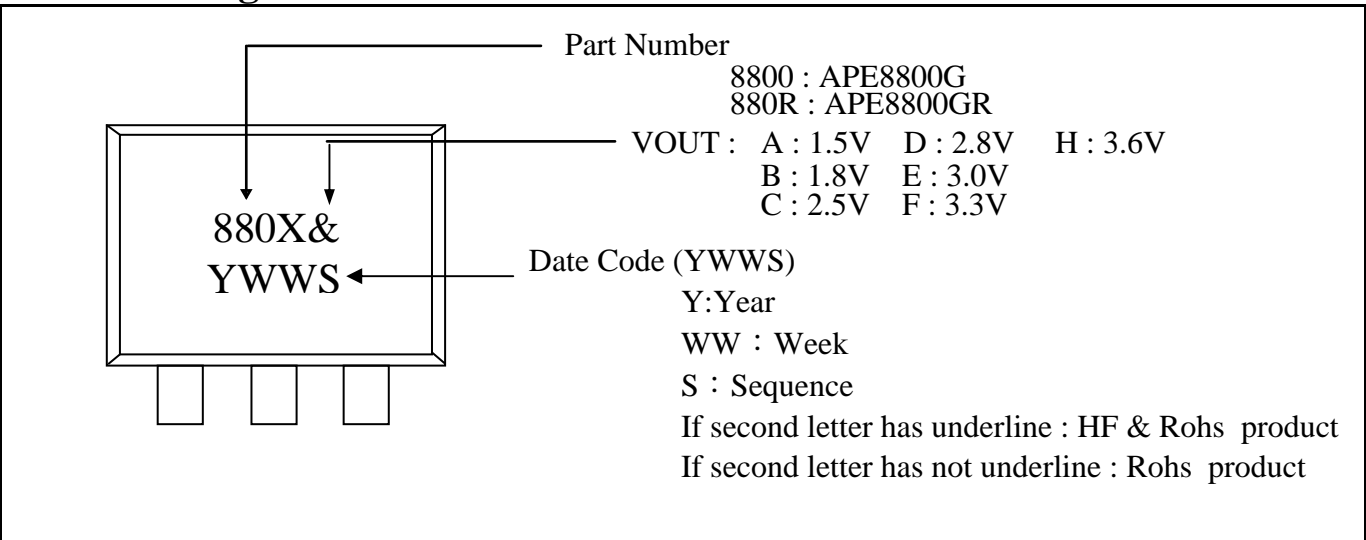 Part Number
8800 : APE8800G
880R : APE8800GR
VOUT : A : 1.5V D : 2.8V H : 3.6V
B : 1.8V E : 3.0V
C : 2.5V F : 3.3V
880X&
YWWS
Date Code (YWWS)
Y:Year
WW：Week
S：Sequence
If second letter has underline : HF & Rohs product
If second letter has not underline : Rohs product